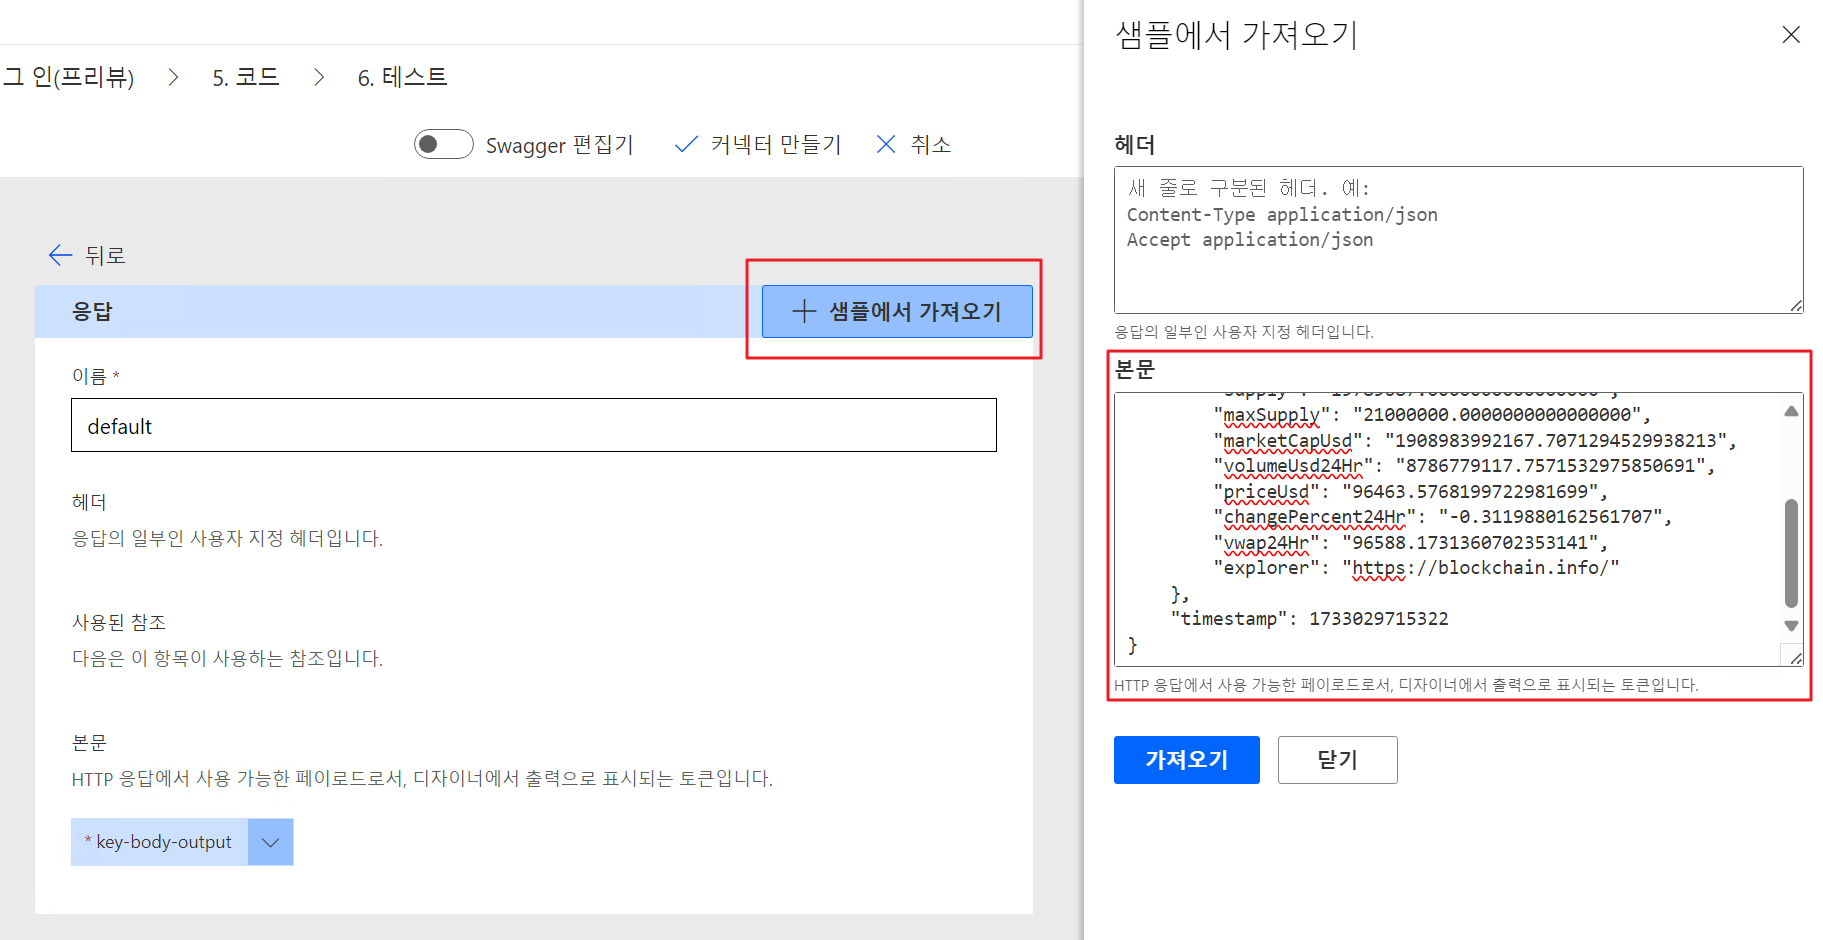 그 인(프리뷰)
5. 코드
6. 테스트
Swagger 편집기
커넥터 만들기
취소
뒤로
응답
샘플에서 가져오기
이름 *
default
헤더
응답의 일부인 사용자 지정 헤더입니다.
사용된 참조
다음은 이 항목이 사용하는 참조입니다.
본문
HTTP 응답에서 사용 가능한 페이로드로서, 디자이너에서 출력으로 표시되는 토큰입니다.
* key-body-output
샘플에서 가져오기
헤더
새 줄로 구분된 헤더. 예:
Content-Type application/json
Accept application/json
응답의 일부인 사용자 지정 헤더입니다.
본문
"maxSupply": "21000000.0000000000000000",
"marketCapUsd": "1908983992167.7071294529938213",
"volumeUsd24Hr": "8786779117.7571532975850691",
"priceUsd": "96463.5768199722981699",
"changePercent24Hr": "-0.3119880162561707",
"vwap24Hr": "96588.1731360702353141",
"explorer": "https://blockchain.info/"
},
"timestamp": 1733029715322
}
HTTP 응답에서 사용 가능한 페이로드로서, 디자이너에서 출력으로 표시되는 토큰입니다.
가져오기
닫기